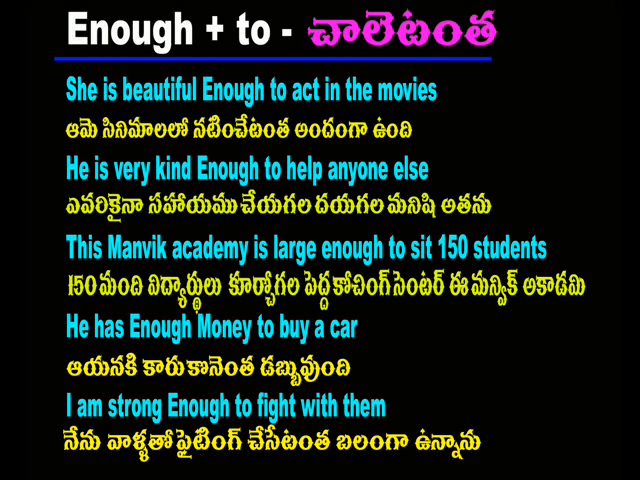 Enough + to - చాలెటంత
She is beautiful Enough to act in the movies
ఆమె సినిమాలలో నటించేటంత అందంగా ఉంది
He is very kind Enough to help anyone else
ఎవరికైనా సహాయము చేయగల దయగల మనిషి అతను
This Manvik academy is large enough to sit 150 students
150 మంది విద్యార్థులు కూర్చోగల పెద్ద కోచింగ్ సెంటర్ ఈ మన్విక్ అకాడమి
He has Enough Money to buy a car
ఆయనకి కారు కొనెంత డబ్బువుంది
I am strong Enough to fight with them
నేను వాళ్ళతో ఫైటింగ్ చేసేటంత బలంగా ఉన్నాను